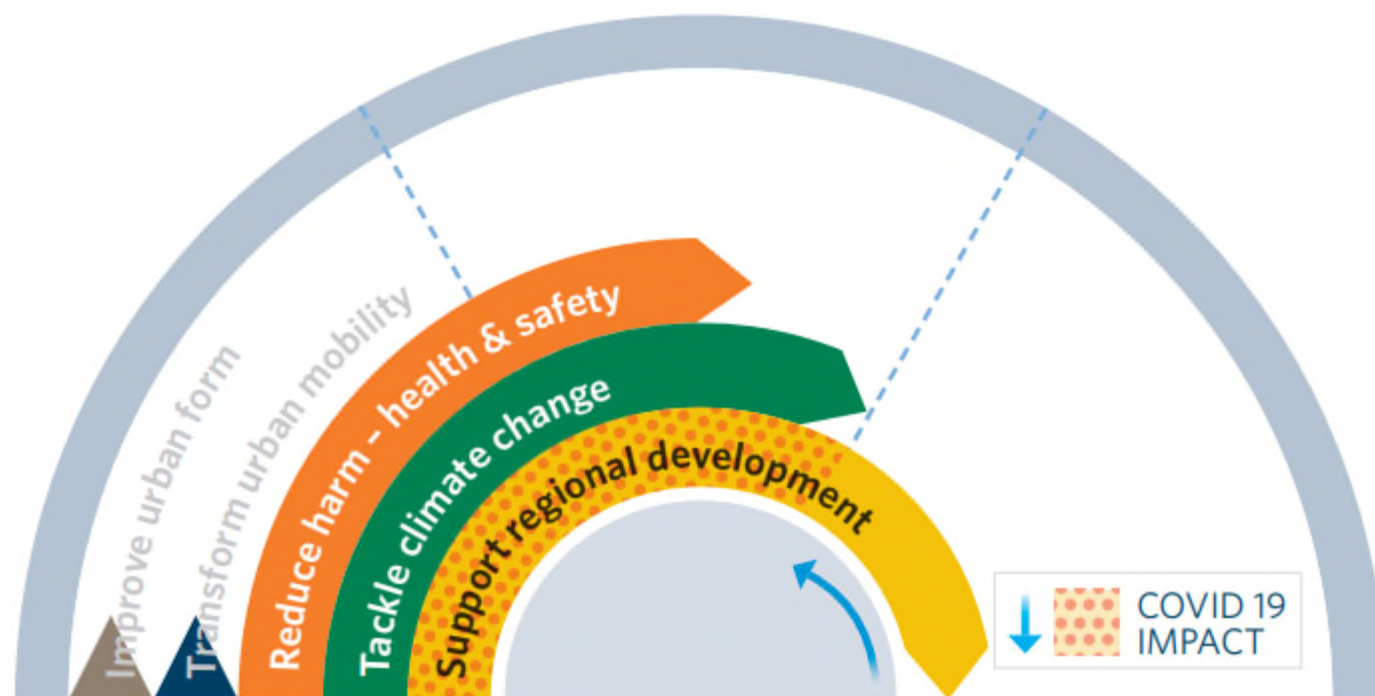 Improve urban form
Transform urban mobility
Reduce harm – health & safety
Tackle climate change
Support regional development
COVID 19
IMPACT